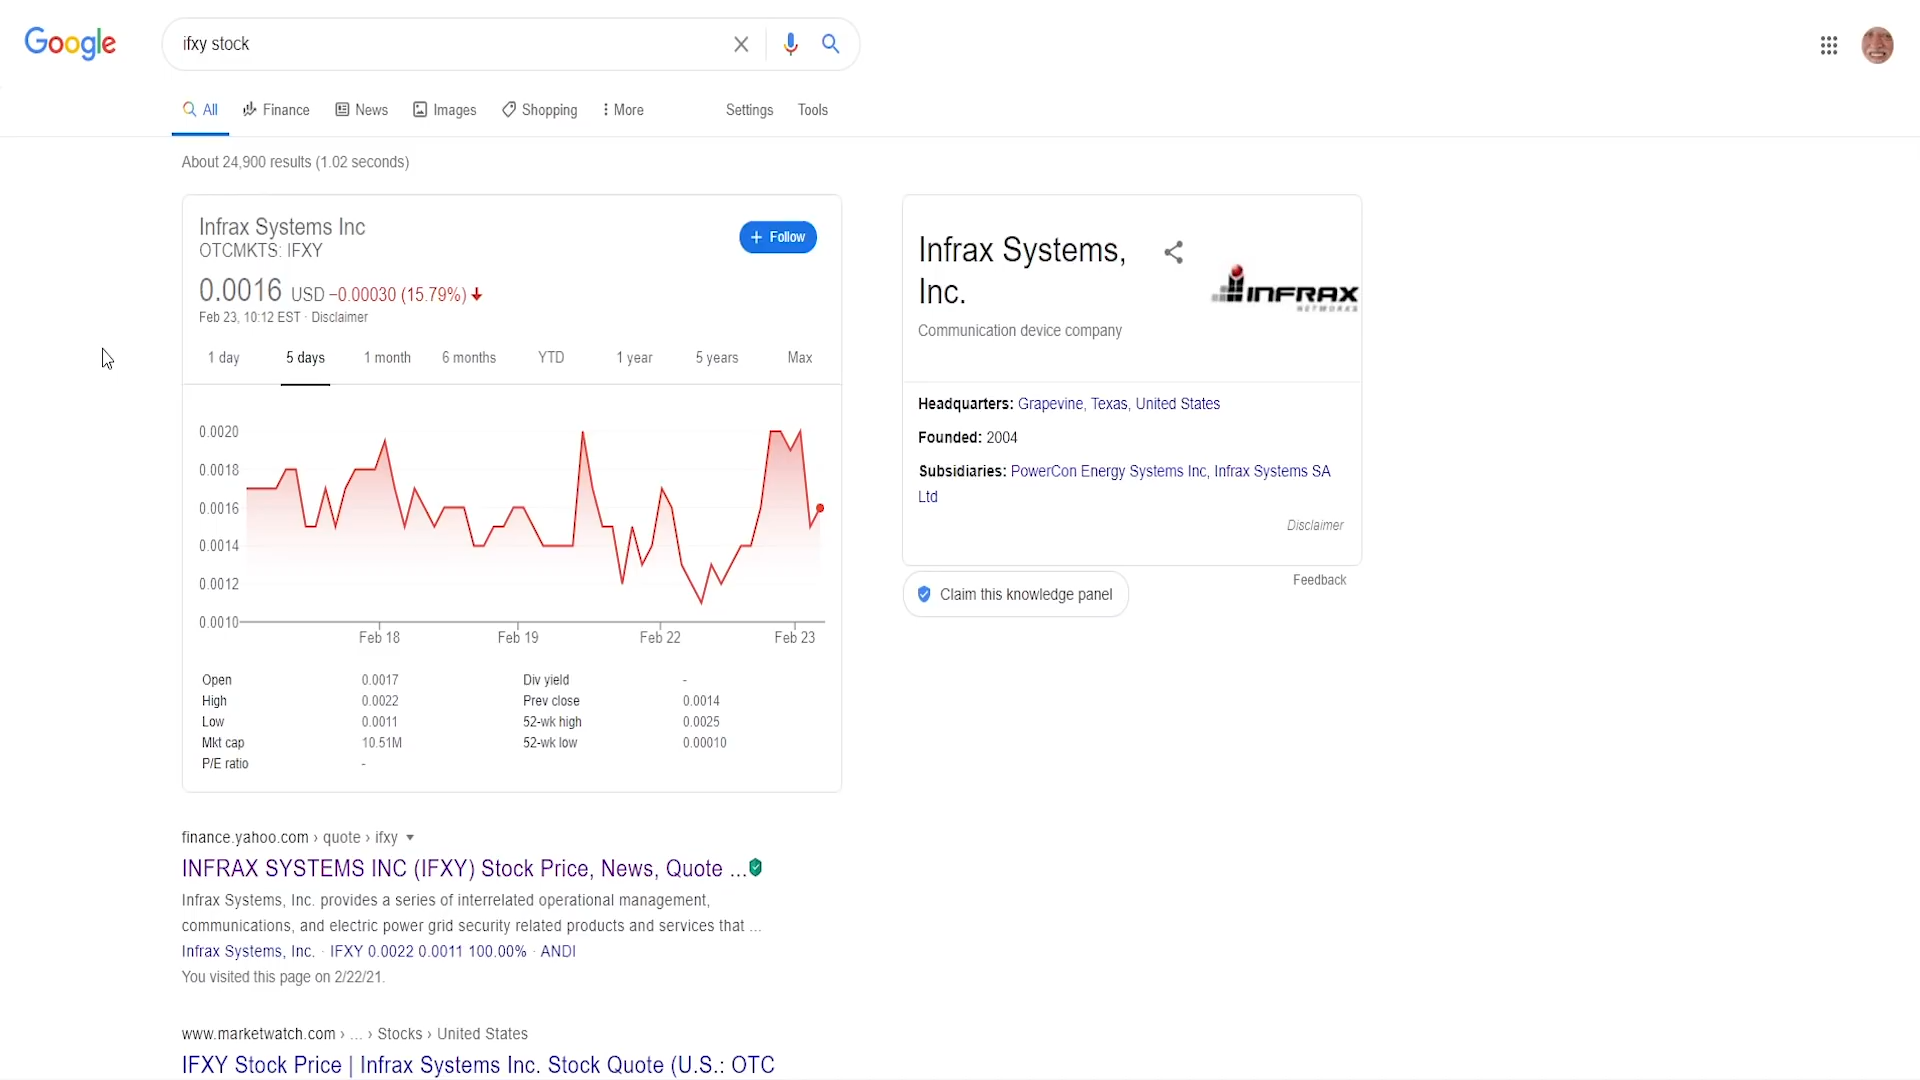 Google
ifxy stock
All
Finance
News
Images
Shopping
More
Settings
Tools
About 24,900 results (1.02 seconds)
Infrax Systems Inc
OTCMKTS: IFXY
+ Follow
0.0016 USD −0.00030 (15.79%)
Feb 23, 10:12 EST · Disclaimer
1 day 5 days 1 month 6 months YTD 1 year 5 years Max
0.0020
0.0018
0.0016
0.0014
0.0012
0.0010
Feb 18 Feb 19 Feb 22 Feb 23
Open 0.0017 Div yield -
High 0.0022 Prev close 0.0014
Low 0.0011 52-wk high 0.0025
Mkt cap 10.51M 52-wk low 0.00010
P/E ratio -
Infrax Systems,
Inc.
INFRAX
NETWORKS
Communication device company
Headquarters: Grapevine, Texas, United States
Founded: 2004
Subsidiaries: PowerCon Energy Systems Inc, Infrax Systems SA
Ltd
Disclaimer
Feedback
Claim this knowledge panel
finance.yahoo.com › quote › ifxy
INFRAX SYSTEMS INC (IFXY) Stock Price, News, Quote ...
Infrax Systems, Inc. provides a series of interrelated operational management,
communications, and electric power grid security related products and services that ...
Infrax Systems, Inc. · IFXY 0.0022 0.0011 100.00% · ANDI
You visited this page on 2/22/21.
www.marketwatch.com › ... › Stocks › United States
IFXY Stock Price | Infrax Systems Inc. Stock Quote (U.S.: OTC